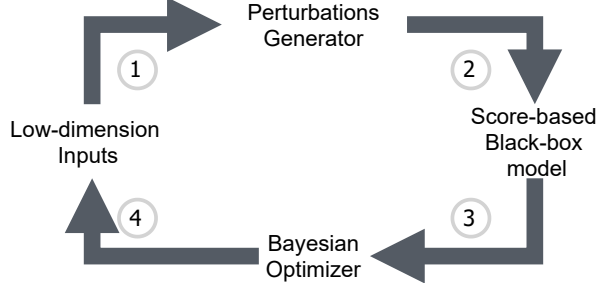 Perturbations
Generator
1
2
Low-dimension
Inputs
Score-based
Black-box
model
4
3
Bayesian
Optimizer